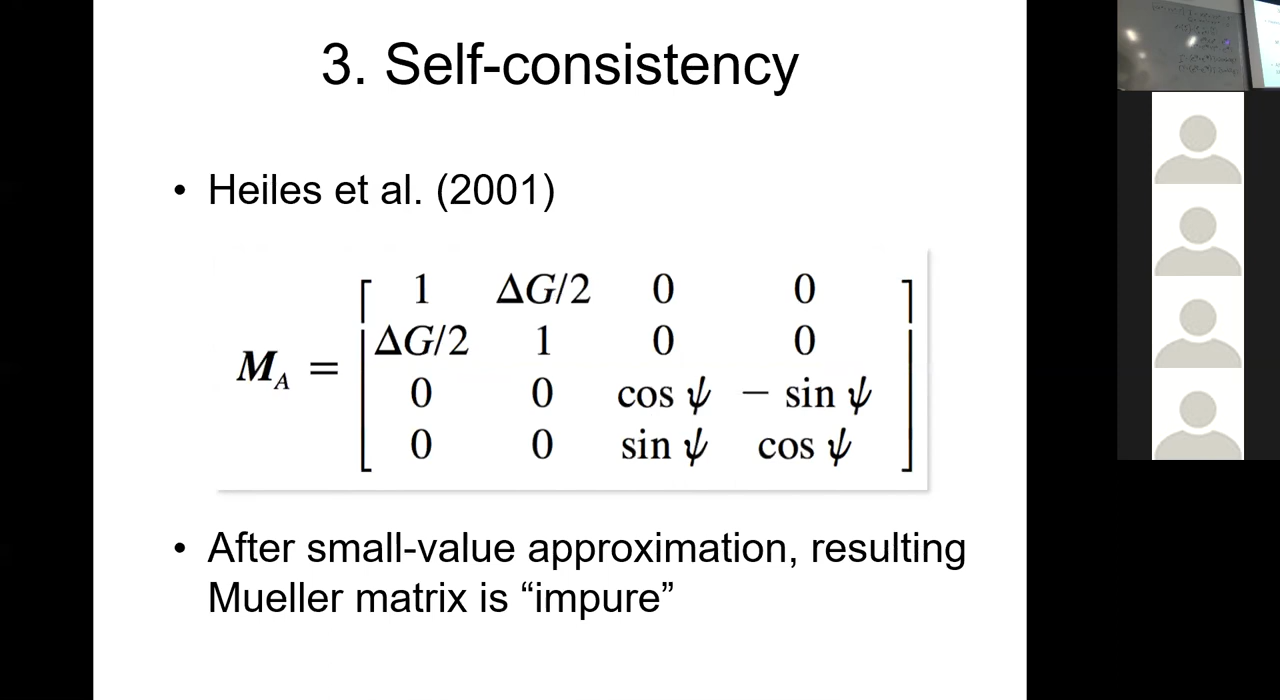 3. Self-consistency
• Heiles et al. (2001)
M_A =
1 ΔG/2 0 0
ΔG/2 1 0 0
0 0 cos ψ − sin ψ
0 0 sin ψ cos ψ
• After small-value approximation, resulting
Mueller matrix is “impure”